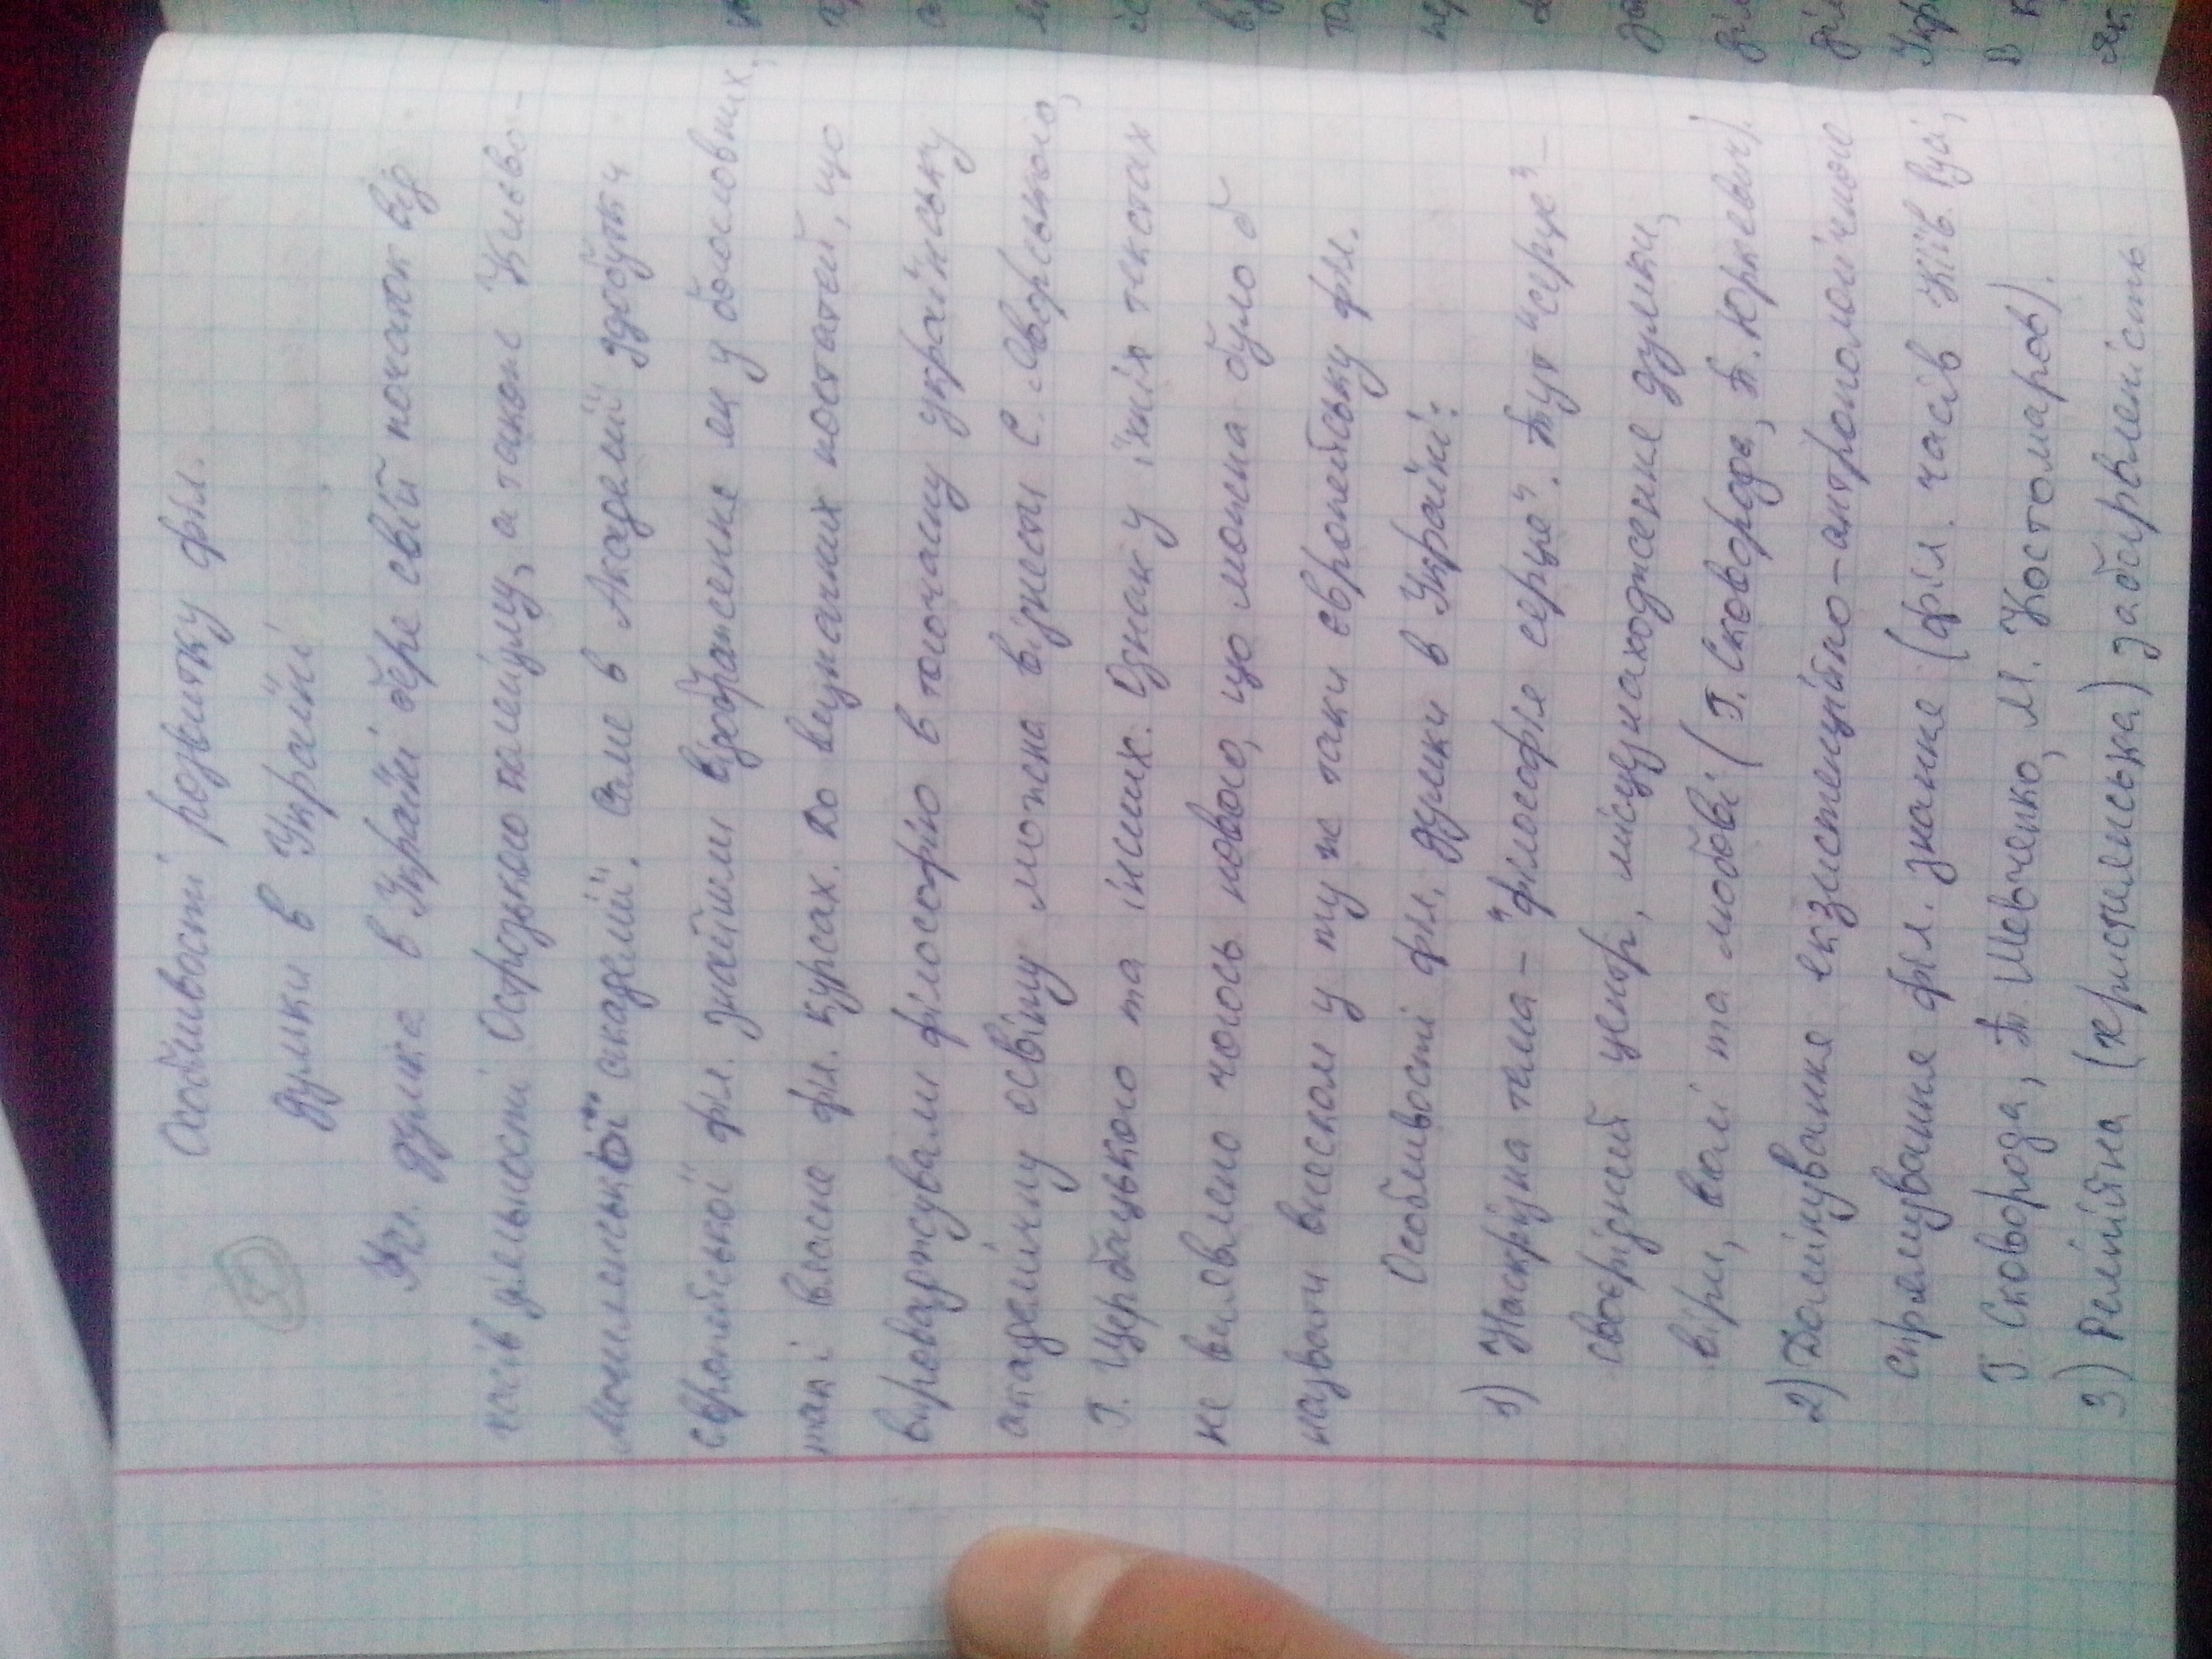 50
Особливості розвитку філ.
думки в Україні
Філ. думка в Україні бере свій початок від
часів діяльності Острозького колегіуму, а також Києво-
Могилянської академії. Саме в Академії здобутки
європейської філ. знайшли відображення як у богословних,
так і власне філ. курсах. До визначних постатей, що
впроваджували філософію в тогочасну українську
академічну освіту можна віднести С. Яворського,
Г. Щербацького та інших. Однак у їхніх текстах
не виявлено чогось нового, що можна було б
назвати внеском у ту ж таки європейську філ.
Особливості філ. думки в Україні:
1) Наскрізна тема – "філософія серця". Тут "серце" –
своєрідний центр, місцезнаходження думки,
віри, волі та любові (Г. Сковорода, П. Юркевич).
2) Домінування екзистенційно-антропологічного
спрямування філ. знання (філ. часів Київ. Русі,
Г. Сковорода, Т. Шевченко, М. Костомаров).
3) Релігійна (християнська) забарвленість